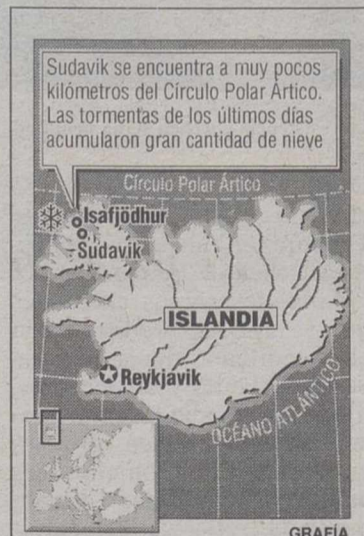 Sudavik se encuentra a muy pocos
kilómetros del Círculo Polar Ártico.
Las tormentas de los últimos días
acumularon gran cantidad de nieve
Círculo Polar Ártico
Isafjödhur
Sudavik
ISLANDIA
Reykjavik
OCÉANO ATLÁNTICO
GRAFÍA